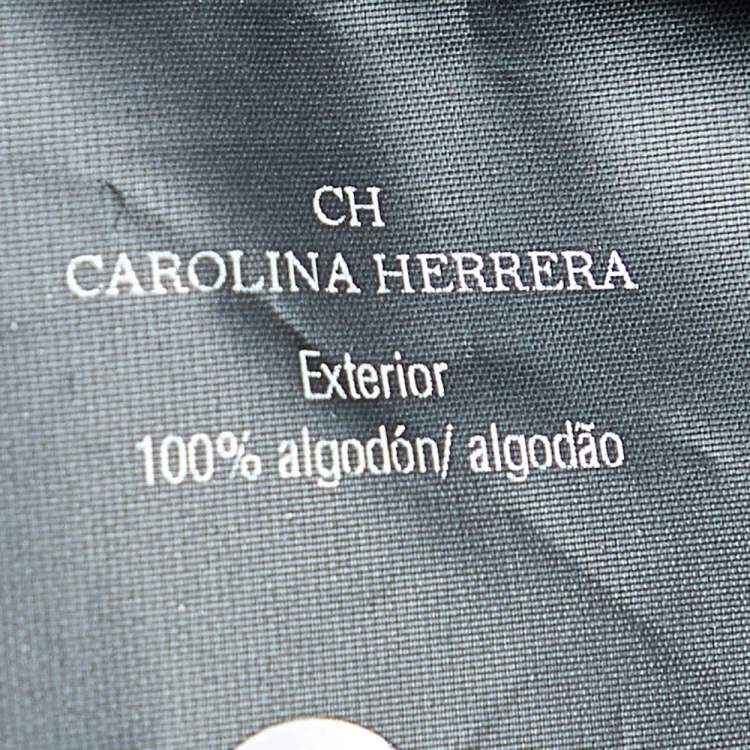 CH
CAROLINA HERRERA
Exterior
100% algodón/ algodão